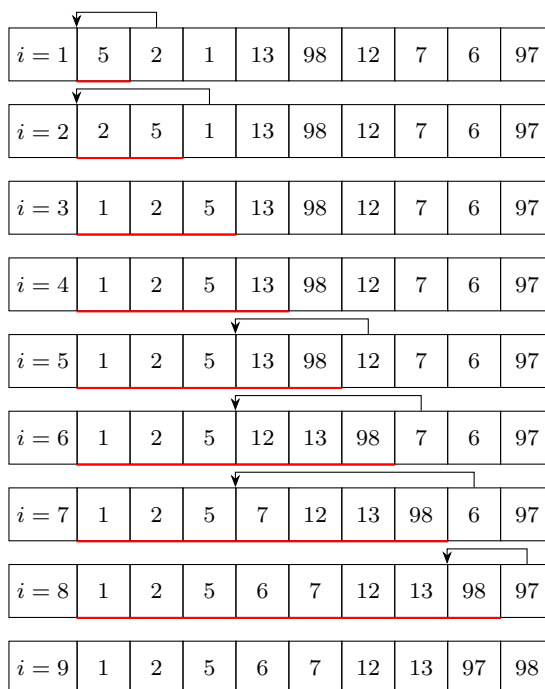 i = 1 5 2 1 13 98 12 7 6 97
i = 2 2 5 1 13 98 12 7 6 97
i = 3 1 2 5 13 98 12 7 6 97
i = 4 1 2 5 13 98 12 7 6 97
i = 5 1 2 5 13 98 12 7 6 97
i = 6 1 2 5 12 13 98 7 6 97
i = 7 1 2 5 7 12 13 98 6 97
i = 8 1 2 5 6 7 12 13 98 97
i = 9 1 2 5 6 7 12 13 97 98